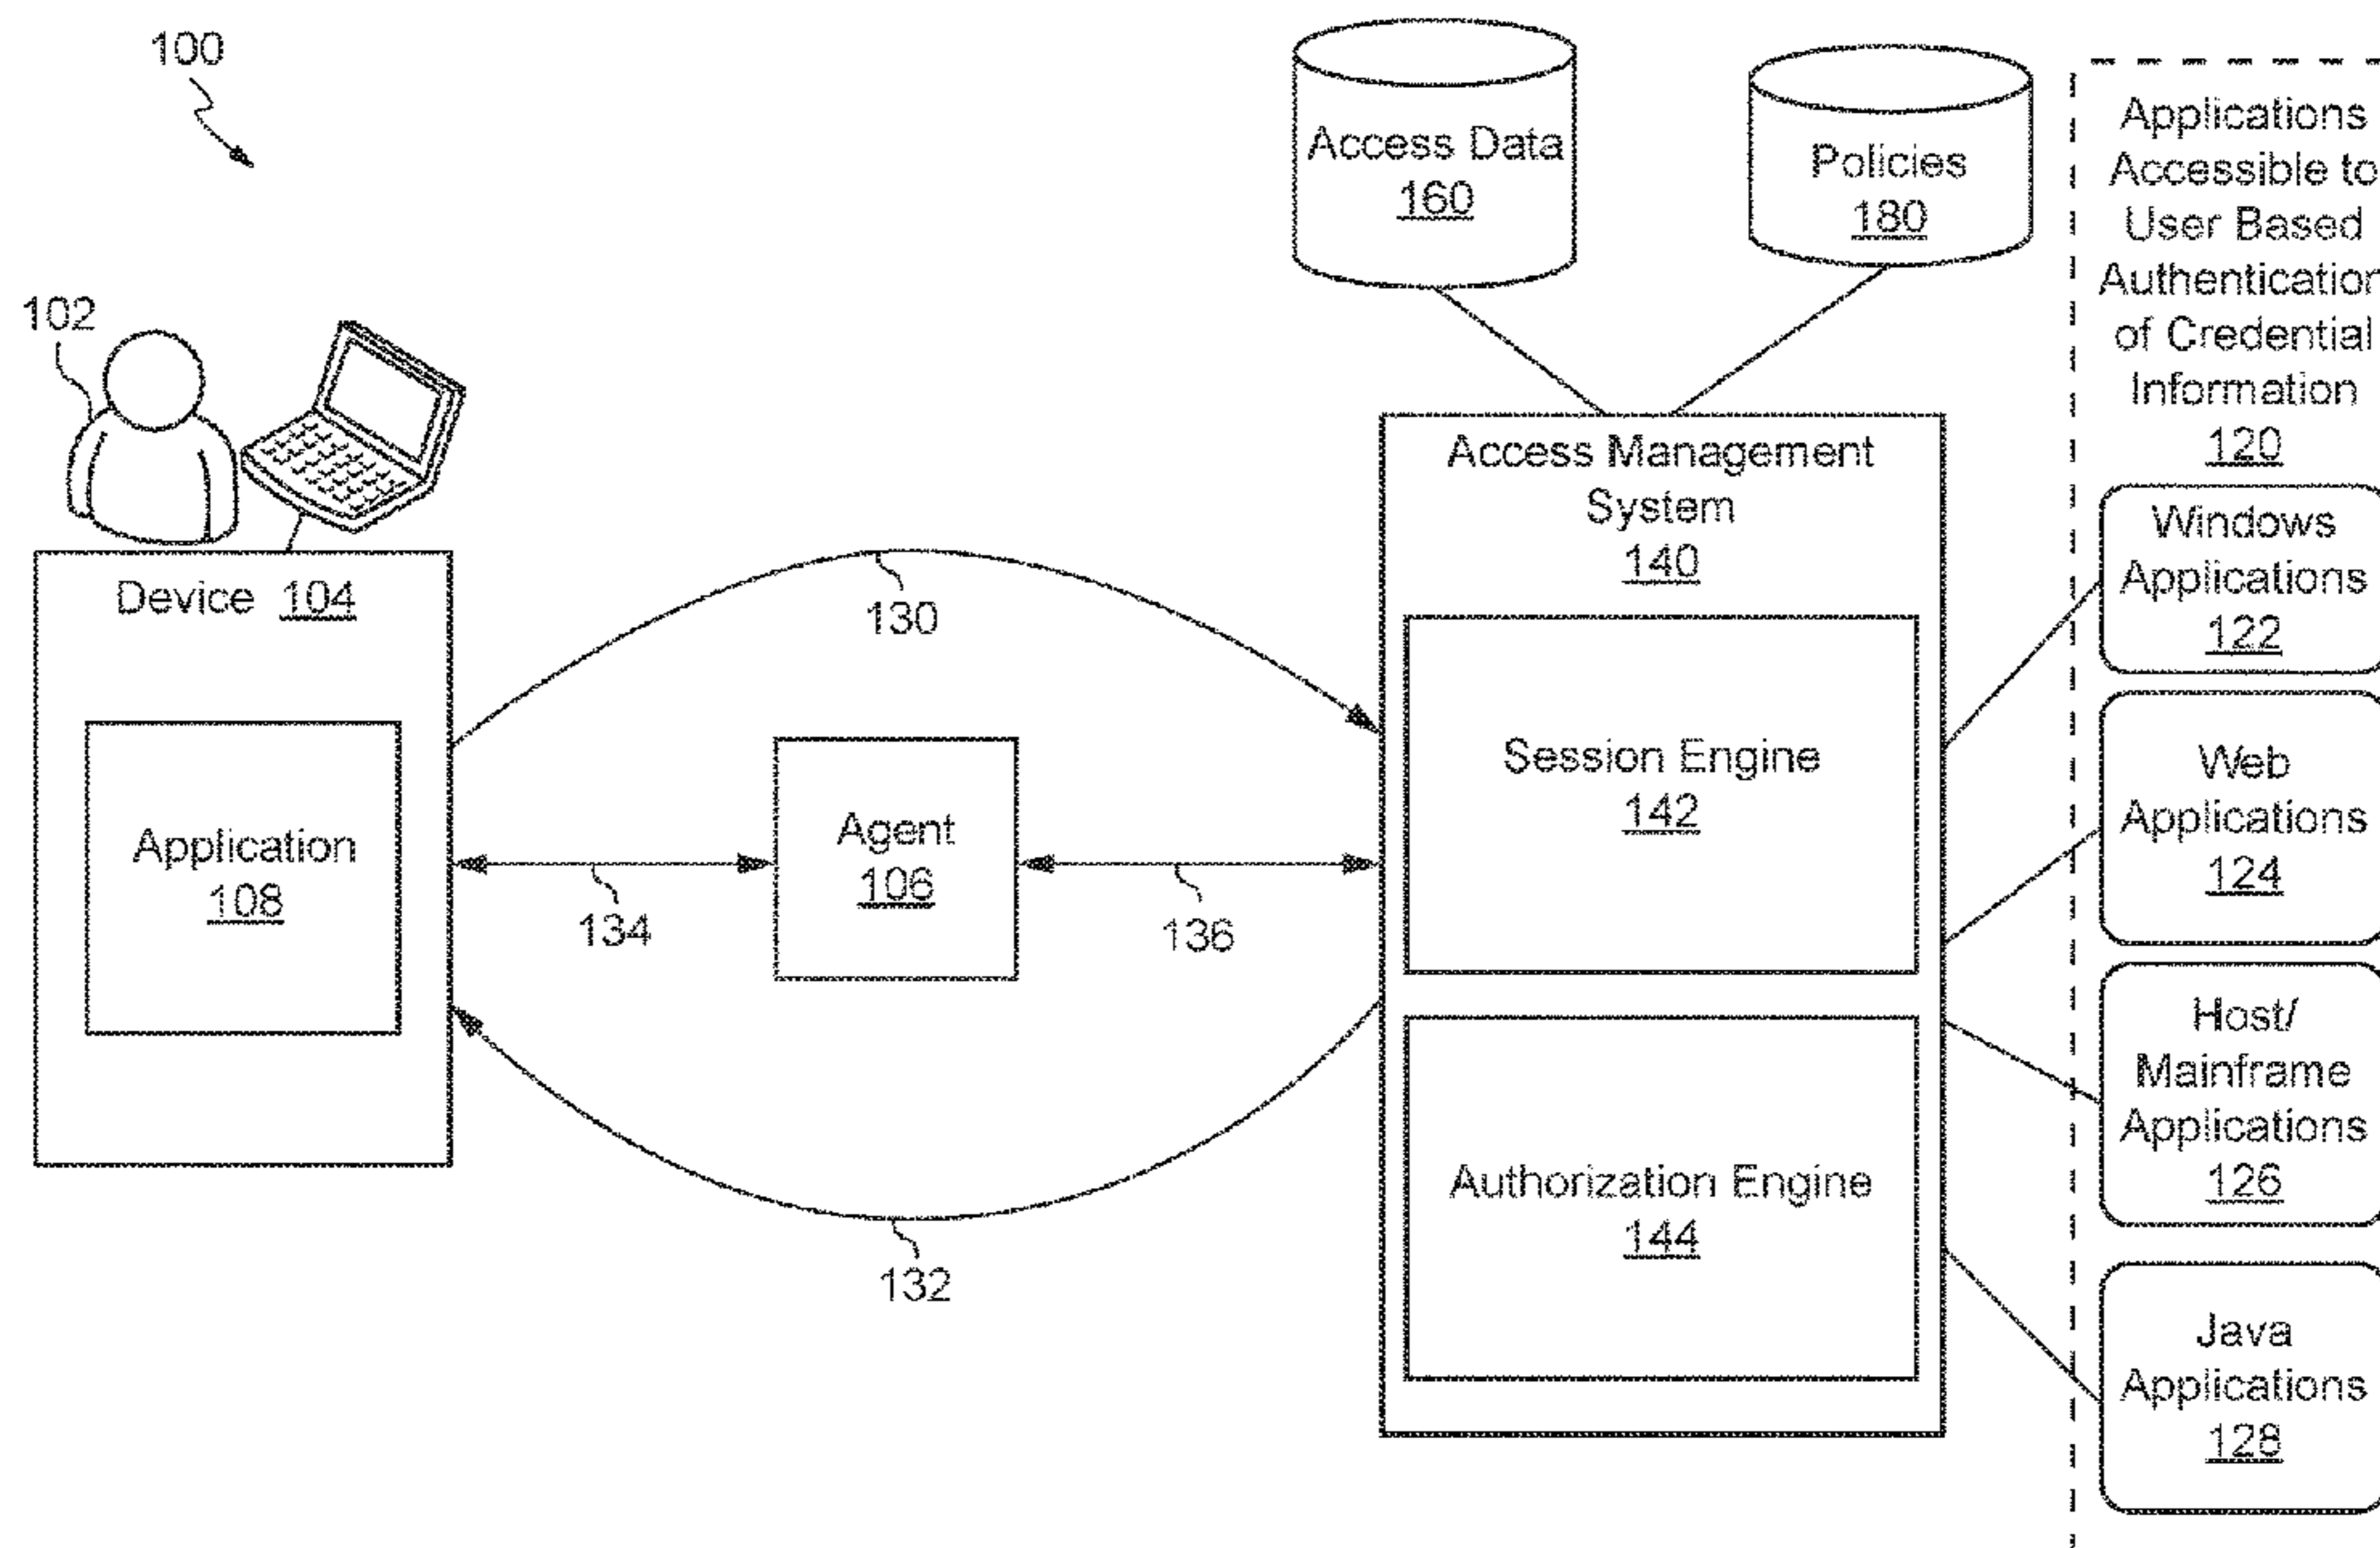 100
102
Device 104
Application
108
130
134
Agent
106
136
132
Access Data
160
Policies
180
Access Management
System
140
Session Engine
142
Authorization Engine
144
Applications
Accessible to
User Based
Authentication
of Credential
Information
120
Windows
Applications
122
Web
Applications
124
Host/
Mainframe
Applications
126
Java
Applications
128